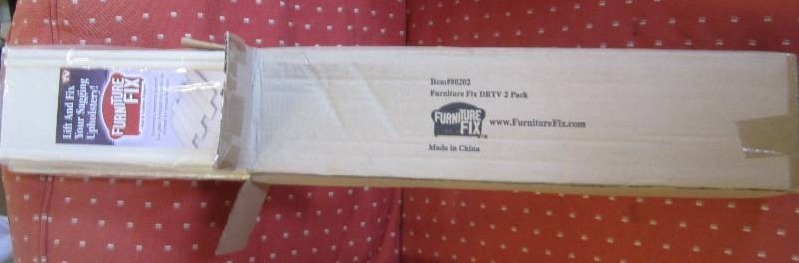 Lift And Fix
Your Sagging
Upholstery!
FURNITURE
FIX
Item#80202
Furniture Fix DRTV 2 Pack
FURNITURE
FIX
www.FurnitureFix.com
Made in China